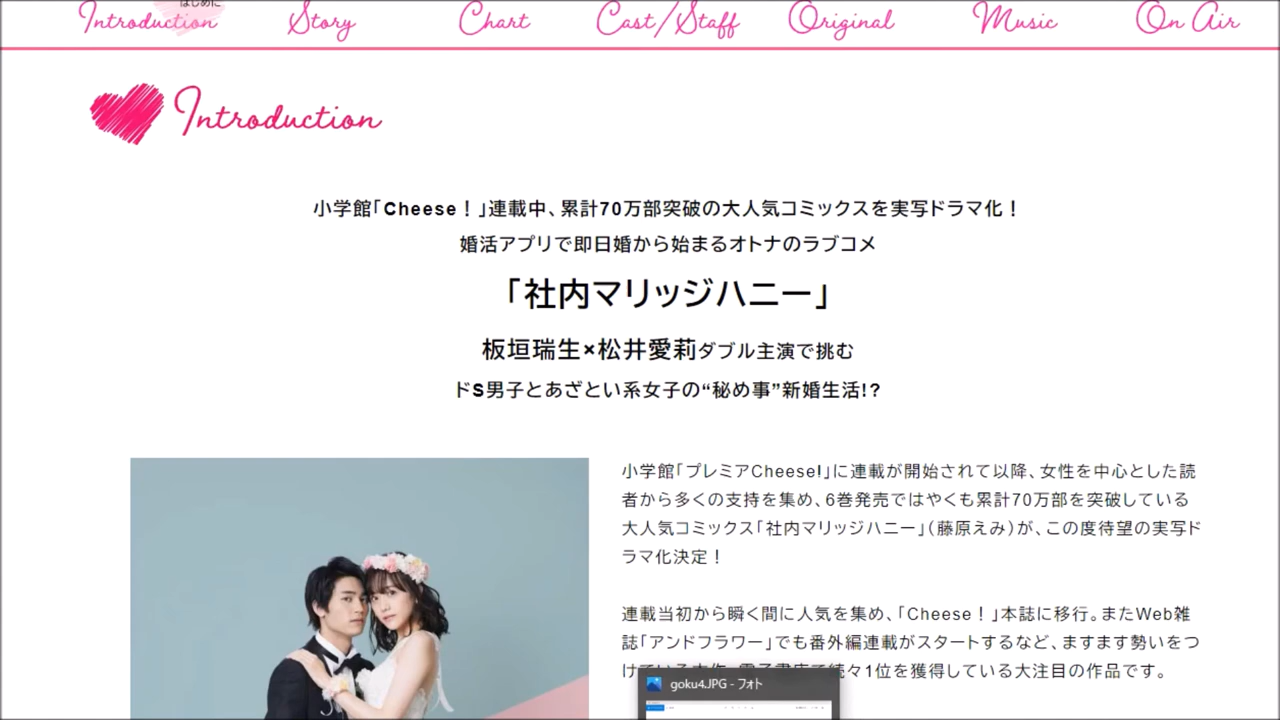 はじめに
Introduction Story Chart Cast/Staff Original Music On Air
Introduction
小学館「Cheese！」連載中、累計70万部突破の大人気コミックスを実写ドラマ化！
婚活アプリで即日婚から始まるオトナのラブコメ
「社内マリッジハニー」
板垣瑞生×松井愛莉ダブル主演で挑む
ドS男子とあざとい系女子の“秘め事”新婚生活!?
小学館「プレミアCheese!」に連載が開始されて以降、女性を中心とした読
者から多くの支持を集め、6巻発売ではやくも累計70万部を突破している
大人気コミックス「社内マリッジハニー」（藤原えみ）が、この度待望の実写ド
ラマ化決定！
連載当初から瞬く間に人気を集め、「Cheese！」本誌に移行。またWeb雑
誌「アンドフラワー」でも番外編連載がスタートするなど、ますます勢いをつ
けている本作。電子書店で続々1位を獲得している大注目の作品です。
goku4.JPG - フォト